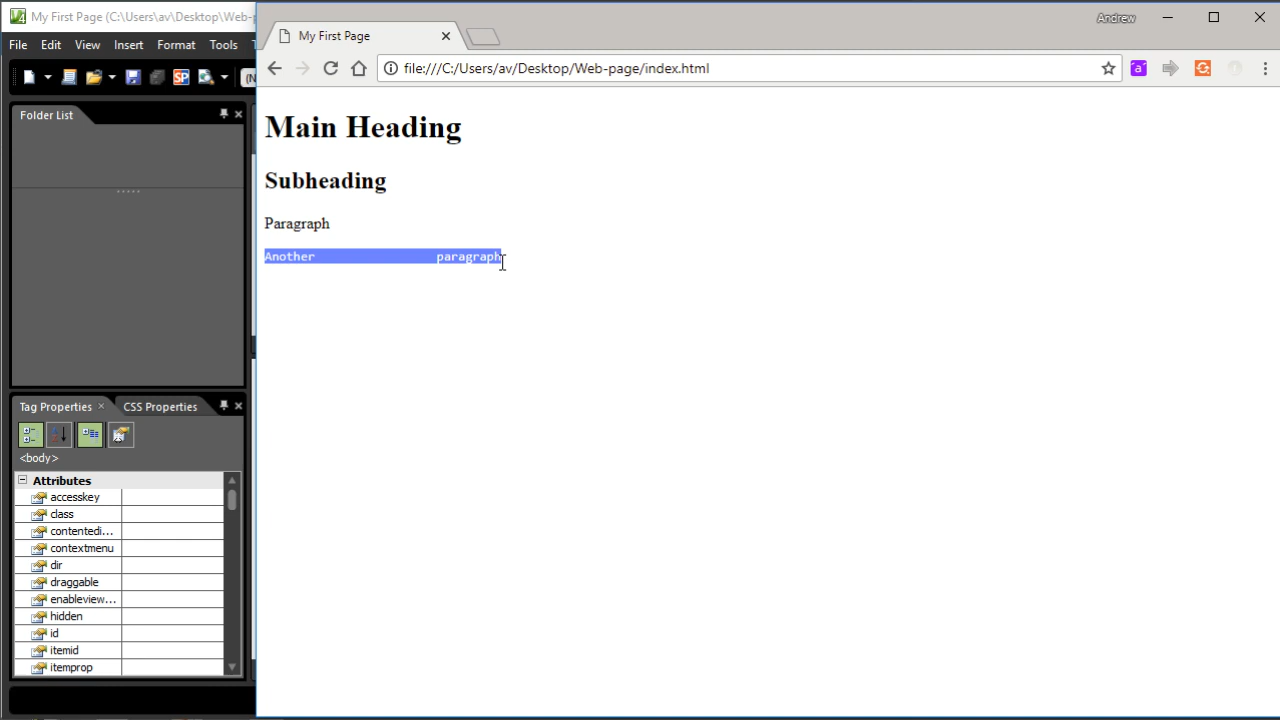 My First Page (C:\Users\av\Desktop\Web-p
File Edit View Insert Format Tools
SP
(N
Folder List
Tag Properties CSS Properties
<body>
Attributes
accesskey
class
contentedi...
contextmenu
dir
draggable
enableview...
hidden
id
itemid
itemprop
My First Page
Andrew
file:///C:/Users/av/Desktop/Web-page/index.html
Main Heading
Subheading
Paragraph
Another paragraph